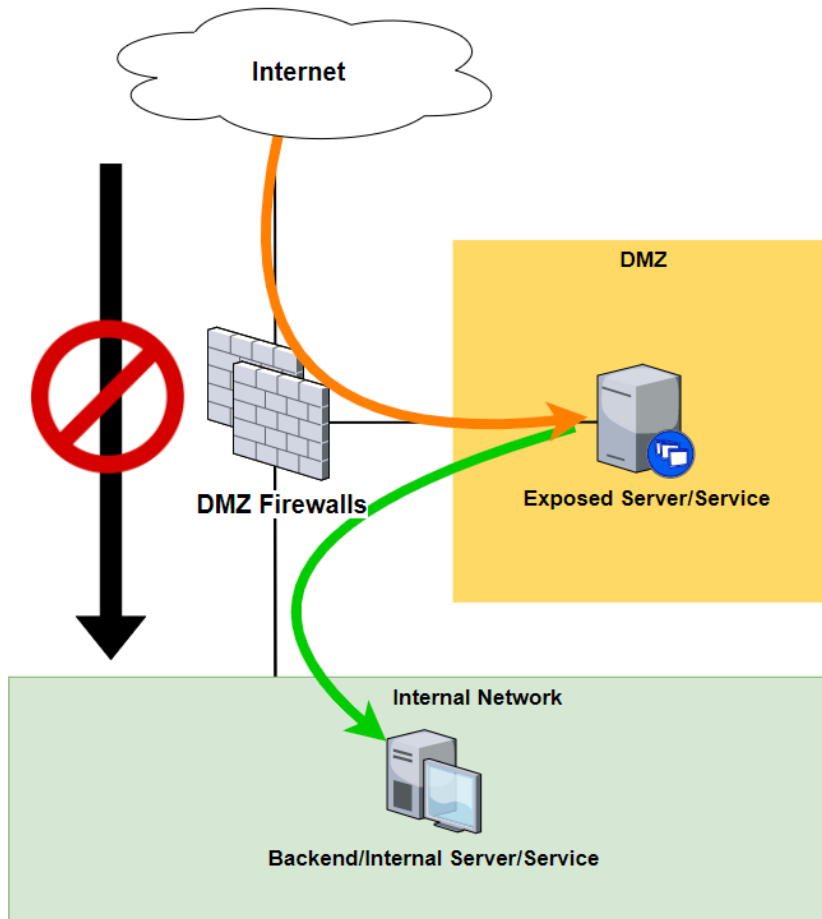 Internet
DMZ
DMZ Firewalls
Exposed Server/Service
Internal Network
Backend/Internal Server/Service